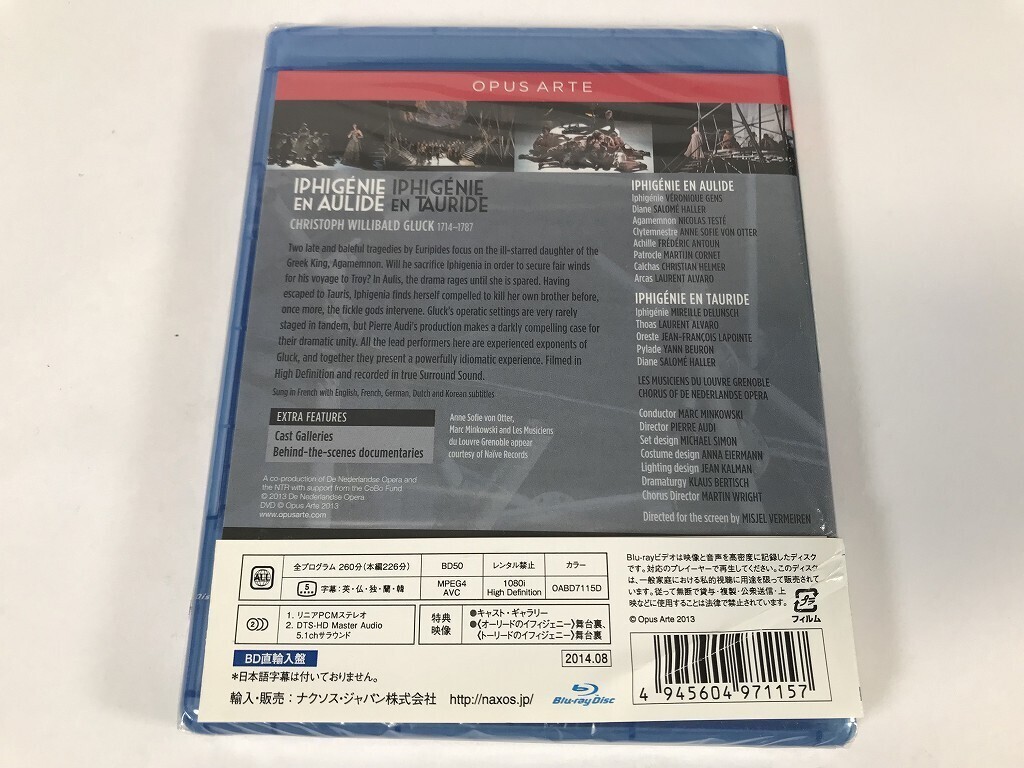 OPUS ARTE
IPHIGÉNIE EN AULIDE
IPHIGÉNIE EN TAURIDE
CHRISTOPH WILLIBALD GLUCK 1714–1787
Two late and baleful tragedies by Euripides focus on the ill-starred daughter of the
Greek King, Agamemnon. Will he sacrifice Iphigenia in order to secure fair winds
for his voyage to Troy? In Aulis, the drama rages until she is spared. Having
escaped to Tauris, Iphigenia finds herself compelled to kill her own brother before,
once more, the fickle gods intervene. Gluck's operatic settings are very rarely
staged in tandem, but Pierre Audi's production makes a darkly compelling case for
their dramatic unity. All the lead performers here are experienced exponents of
Gluck, and together they present a powerfully idiomatic experience. Filmed in
High Definition and recorded in true Surround Sound.
Sung in French with English, French, German, Dutch and Korean subtitles
EXTRA FEATURES
Cast Galleries
Behind-the-scenes documentaries
Anne Sofie von Otter,
Marc Minkowski and Les Musiciens
du Louvre Grenoble appear
courtesy of Naïve Records
A co-production of De Nederlandse Opera and
the NTR with support from the CoBo Fund
© 2013 De Nederlandse Opera
DVD © Opus Arte 2013
www.opusarte.com
IPHIGÉNIE EN AULIDE
Iphigénie VÉRONIQUE GENS
Diane SALOMÉ HALLER
Agamemnon NICOLAS TESTÉ
Clytemnestre ANNE SOFIE VON OTTER
Achille FRÉDÉRIC ANTOUN
Patrocle MARTIJN CORNET
Calchas CHRISTIAN HELMER
Arcas LAURENT ALVARO
IPHIGÉNIE EN TAURIDE
Iphigénie MIREILLE DELUNSCH
Thoas LAURENT ALVARO
Oreste JEAN-FRANÇOIS LAPOINTE
Pylade YANN BEURON
Diane SALOMÉ HALLER
LES MUSICIENS DU LOUVRE GRENOBLE
CHORUS OF DE NEDERLANDSE OPERA
Conductor MARC MINKOWSKI
Director PIERRE AUDI
Set design MICHAEL SIMON
Costume design ANNA EIERMANN
Lighting design JEAN KALMAN
Dramaturgy KLAUS BERTISCH
Chorus Director MARTIN WRIGHT
Directed for the screen by MISJEL VERMEIREN
ALL
全プログラム 260分(本編226分)
BD50
レンタル禁止
カラー
5 字幕:英・仏・独・蘭・韓
MPEG4 AVC
1080i High Definition
OABD7115D
2
1. リニアPCMステレオ
2. DTS-HD Master Audio
5.1chサラウンド
特典映像
●キャスト・ギャラリー
●《オーリードのイフィジェニー》舞台裏、
《トーリードのイフィジェニー》舞台裏
BD直輸入盤
2014.08
*日本語字幕は付いておりません。
輸入・販売:ナクソス・ジャパン株式会社 http://naxos.jp/
Blu-ray Disc
Blu-rayビデオは映像と音声を高密度に記録したディスク
です。対応のプレーヤーで再生してください。このディスク
は、一般家庭における私的視聴に用途を限って販売されて
います。従って無断で貸与・複製・公衆送信・上
映などに使用することは法律で禁止されています。
© Opus Arte 2013
プラ
フィルム
4 945604 971157